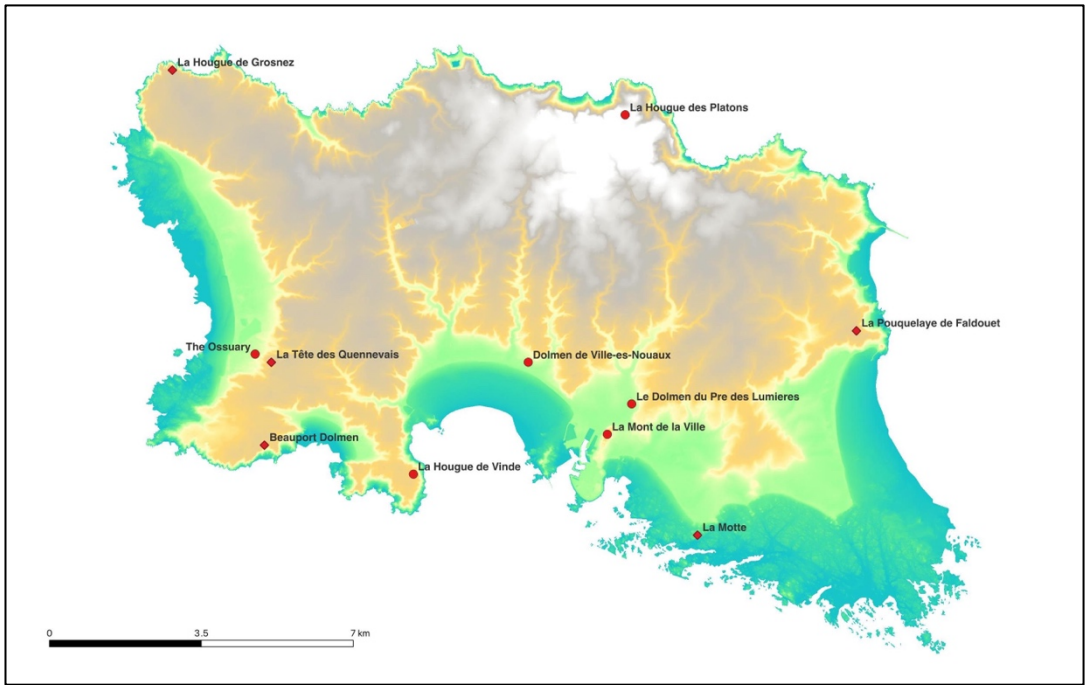 La Hougue de Grosnez
La Hougue des Platons
La Pouquelaye de Faldouet
The Ossuary
La Tête des Quennevais
Dolmen de Ville-es-Nouaux
Le Dolmen du Pre des Lumieres
La Mont de la Ville
Beauport Dolmen
La Hougue de Vinde
La Motte
0 3.5 7 km